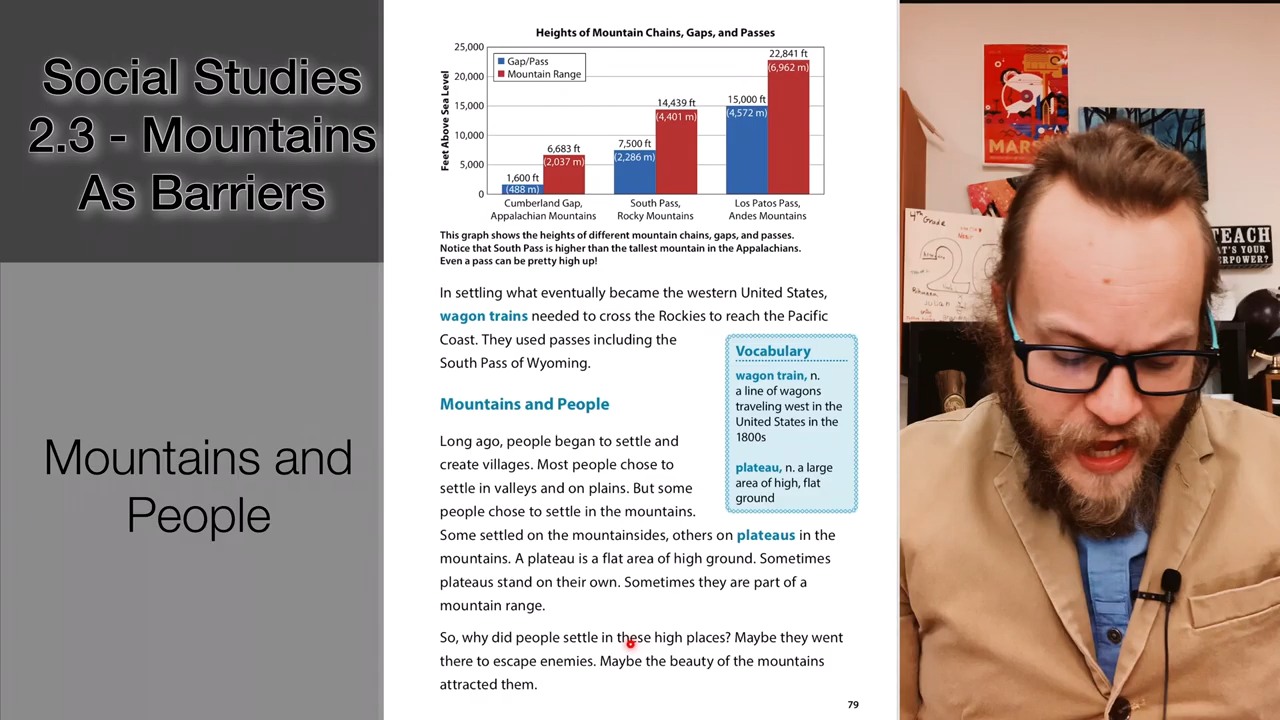 Social Studies
2.3 - Mountains
As Barriers
Mountains and
People
Heights of Mountain Chains, Gaps, and Passes
Feet Above Sea Level
25,000
20,000
15,000
10,000
5,000
0
Gap/Pass
Mountain Range
1,600 ft
(488 m)
6,683 ft
(2,037 m)
7,500 ft
(2,286 m)
14,439 ft
(4,401 m)
15,000 ft
(4,572 m)
22,841 ft
(6,962 m)
Cumberland Gap,
Appalachian Mountains
South Pass,
Rocky Mountains
Los Patos Pass,
Andes Mountains
This graph shows the heights of different mountain chains, gaps, and passes.
Notice that South Pass is higher than the tallest mountain in the Appalachians.
Even a pass can be pretty high up!
In settling what eventually became the western United States,
wagon trains needed to cross the Rockies to reach the Pacific
Coast. They used passes including the
South Pass of Wyoming.
Mountains and People
Long ago, people began to settle and
create villages. Most people chose to
settle in valleys and on plains. But some
people chose to settle in the mountains.
Some settled on the mountainsides, others on plateaus in the
mountains. A plateau is a flat area of high ground. Sometimes
plateaus stand on their own. Sometimes they are part of a
mountain range.
So, why did people settle in these high places? Maybe they went
there to escape enemies. Maybe the beauty of the mountains
attracted them.
Vocabulary
wagon train, n.
a line of wagons
traveling west in the
United States in the
1800s
plateau, n. a large
area of high, flat
ground
79
MARS
4th Grade
TEACH